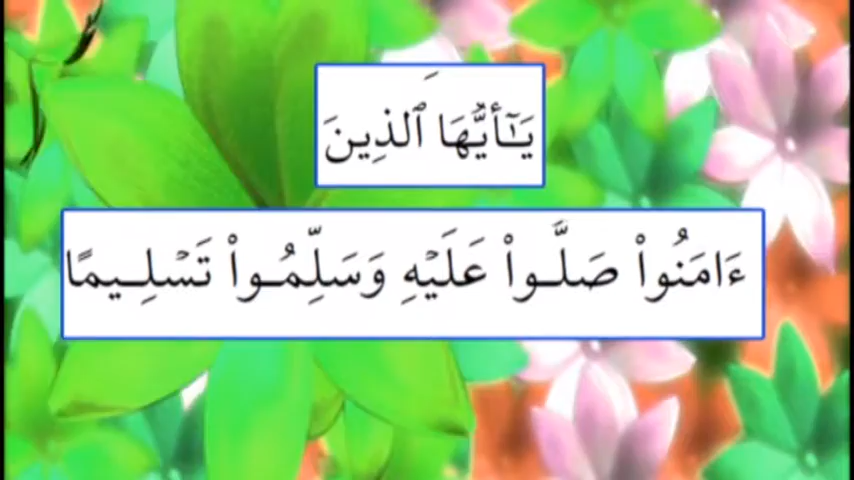 يَـٰٓأَيُّهَا ٱلَّذِينَ
ءَامَنُوا۟ صَلُّوا۟ عَلَيْهِ وَسَلِّمُوا۟ تَسْلِيمًا